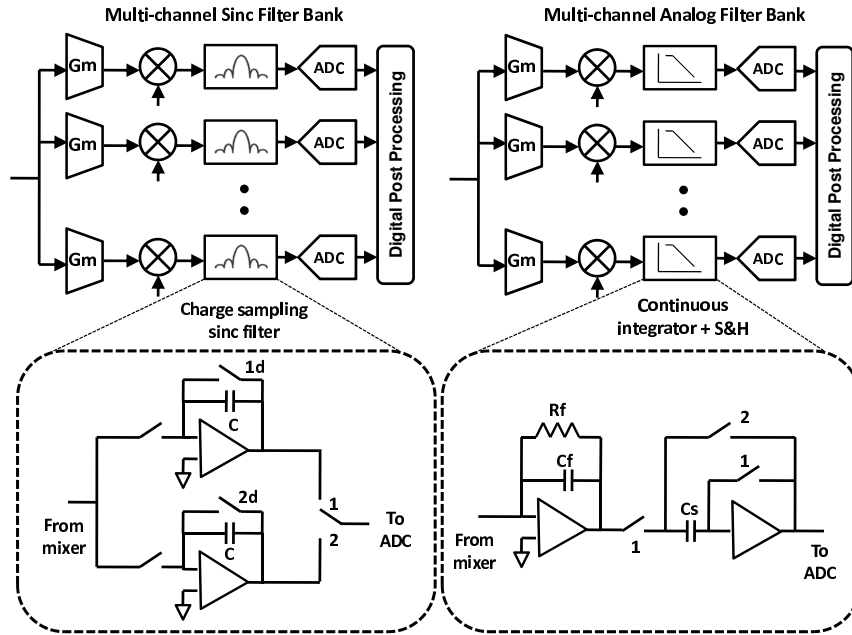 Multi-channel Sinc Filter Bank
Gm
ADC
Gm
ADC
Gm
ADC
Digital Post Processing
Charge sampling
sinc filter
1d
C
2d
C
From
mixer
1
2
To
ADC
Multi-channel Analog Filter Bank
Gm
ADC
Gm
ADC
Gm
ADC
Digital Post Processing
Continuous
integrator + S&H
Rf
Cf
From
mixer
1
2
1
Cs
To
ADC